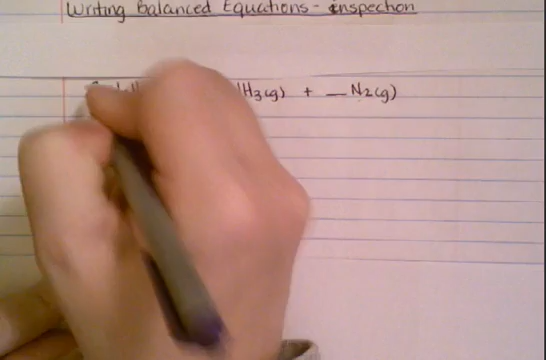 Writing Balanced Equations - inspection
H3(g) + __ N2(g)